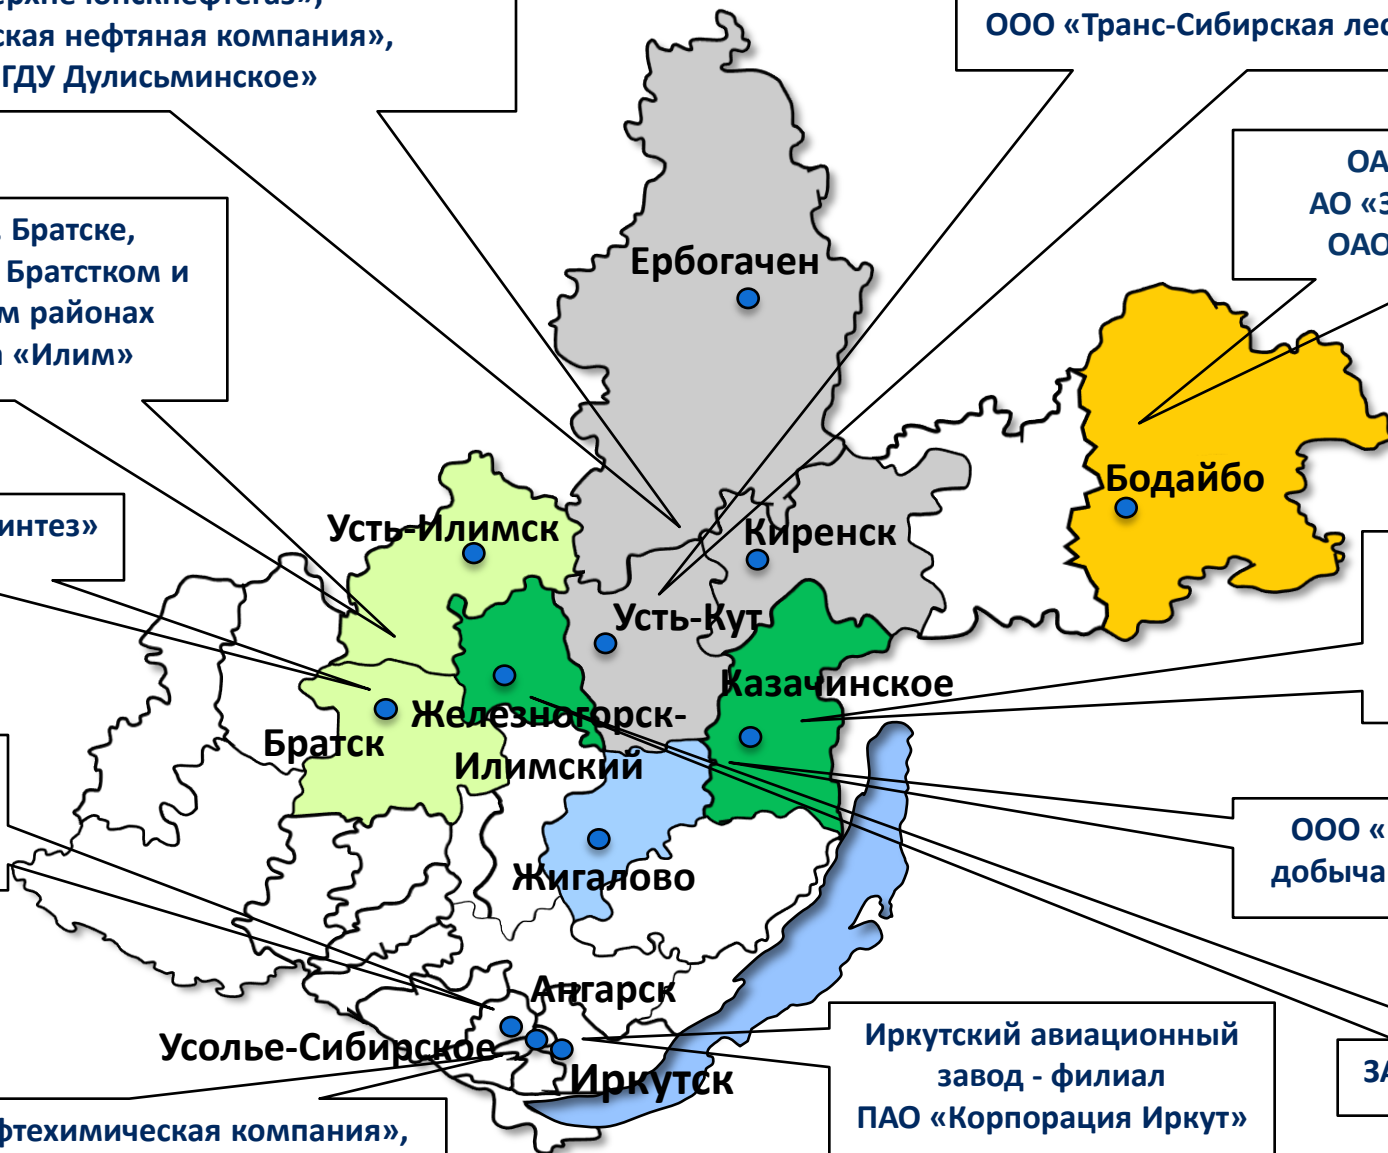 ская нефтяная компания»,
ГДУ Дулисьминское»
ООО «Транс-Сибирская лес
ОА
АО «З
ОАО
Братске,
Братстком и
м районах
«Илим»
интез»
Ербогачен
Бодайбо
Усть-Илимск
Киренск
Усть-Кут
Казачинское
Железногорск-
Илимский
Братск
Жигалово
ООО «
добыча
Ангарск
Усолье-Сибирское
Иркутск
Иркутский авиационный
завод - филиал
ПАО «Корпорация Иркут»
ЗА
фтехимическая компания»,